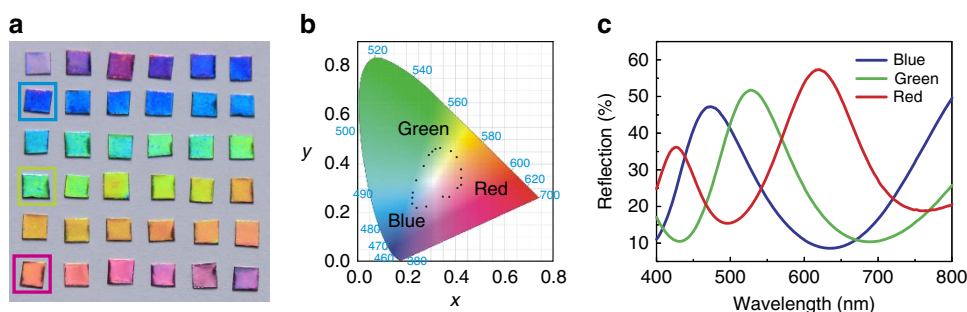 a
b
c
0.8
0.6
0.4
0.2
0.0
y
0.0 0.2 0.4 0.6 0.8
x
520
540
560
500
580
600
620
700
490
480
470
460
380
Green
Red
Blue
60
50
40
30
20
10
Reflection (%)
Blue
Green
Red
400 500 600 700 800
Wavelength (nm)